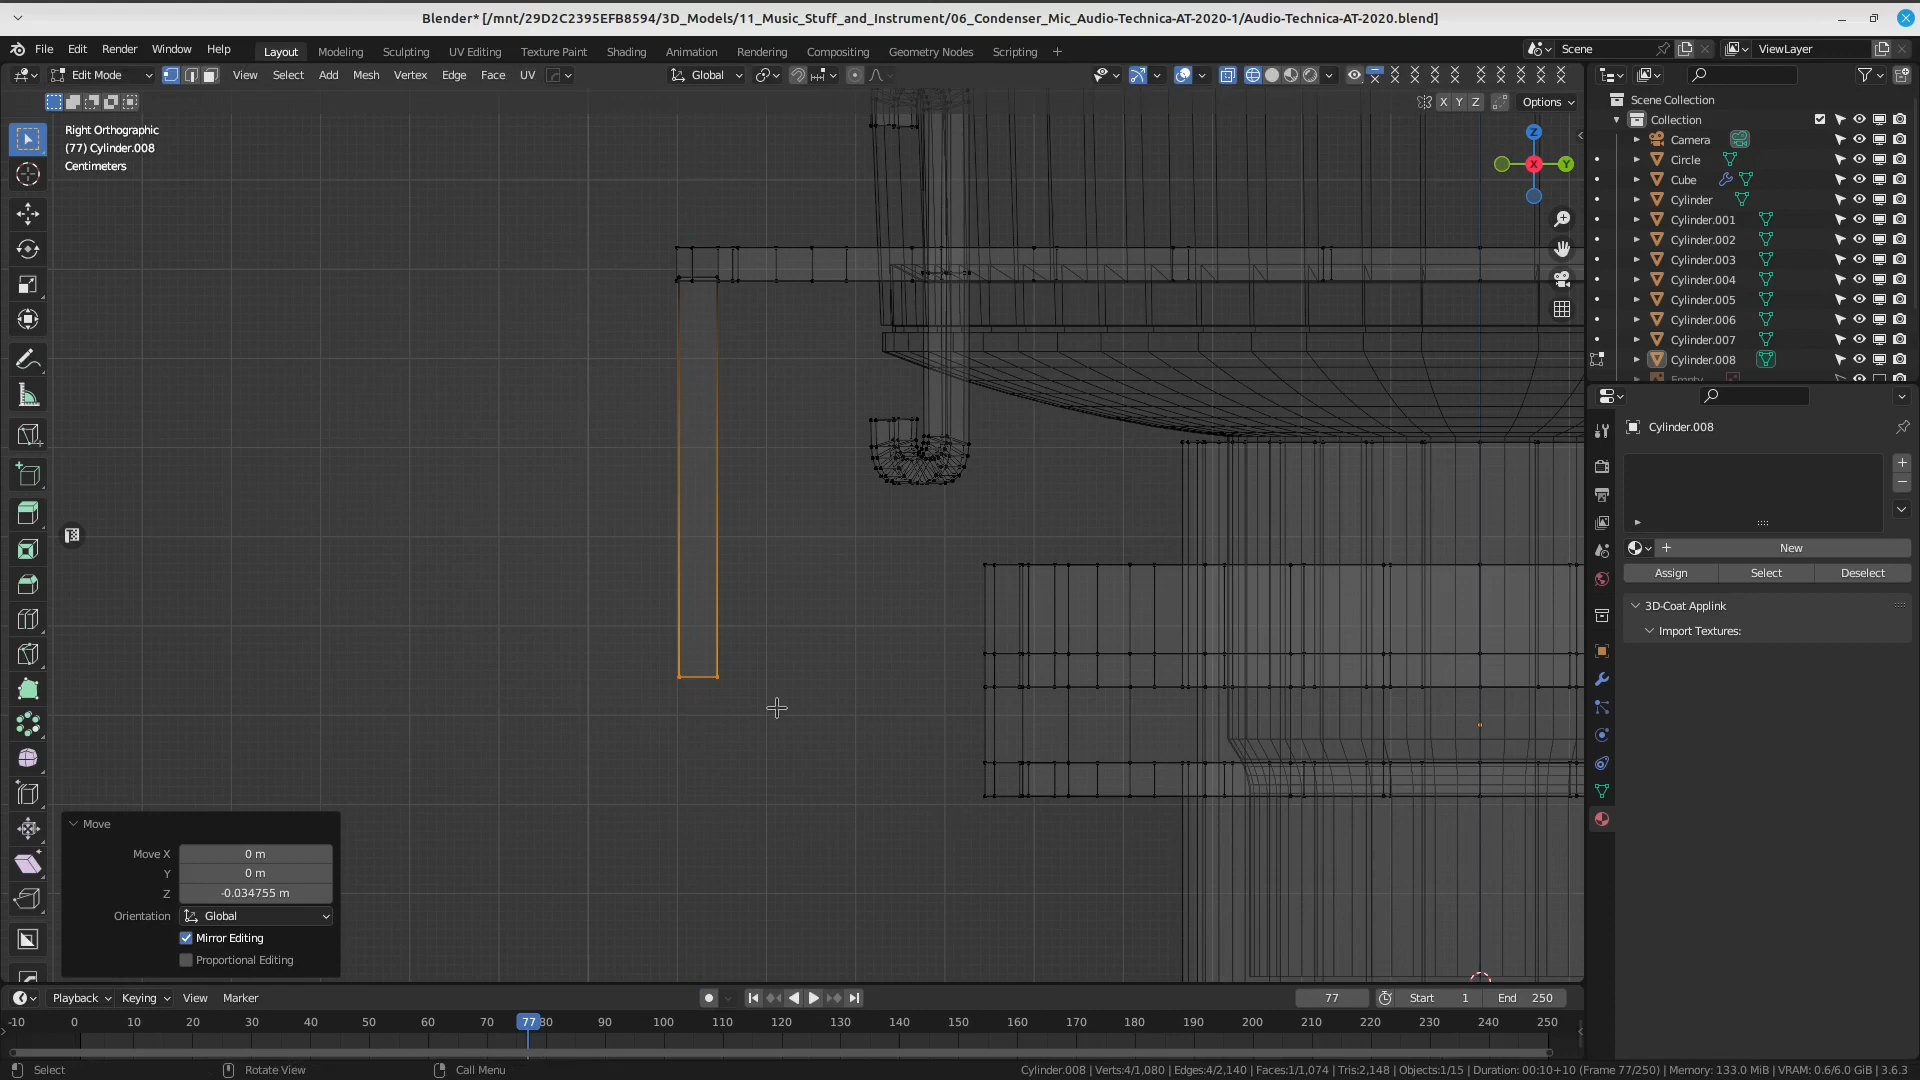 Blender* [/mnt/29D2C2395EFB8594/3D_Models/11_Music_Stuff_and_Instrument/06_Condenser_Mic_Audio-Technica-AT-2020-1/Audio-Technica-AT-2020.blend]
File Edit Render Window Help Layout Modeling Sculpting UV Editing Texture Paint Shading Animation Rendering Compositing Geometry Nodes Scripting + Scene ViewLayer
Edit Mode View Select Add Mesh Vertex Edge Face UV Global
X Y Z Options
Right Orthographic
(77) Cylinder.008
Centimeters
Z
X Y
Scene Collection
Collection
Camera
Circle
Cube
Cylinder
Cylinder.001
Cylinder.002
Cylinder.003
Cylinder.004
Cylinder.005
Cylinder.006
Cylinder.007
Cylinder.008
Empty
Cylinder.008
New
Assign Select Deselect
3D-Coat Applink
Import Textures:
Move
Move X 0 m
Y 0 m
Z -0.034755 m
Orientation Global
Mirror Editing
Proportional Editing
Playback Keying View Marker 77 Start 1 End 250
-10 0 10 20 30 40 50 60 70 77 80 90 100 110 120 130 140 150 160 170 180 190 200 210 220 230 240 250
Select Rotate View Call Menu Cylinder.008 | Verts:4/1,080 | Edges:4/2,140 | Faces:1/1,074 | Tris:2,148 | Objects:1/15 | Duration: 00:10+10 (Frame 77/250) | Memory: 133.0 MiB | VRAM: 0.6/6.0 GiB | 3.6.3